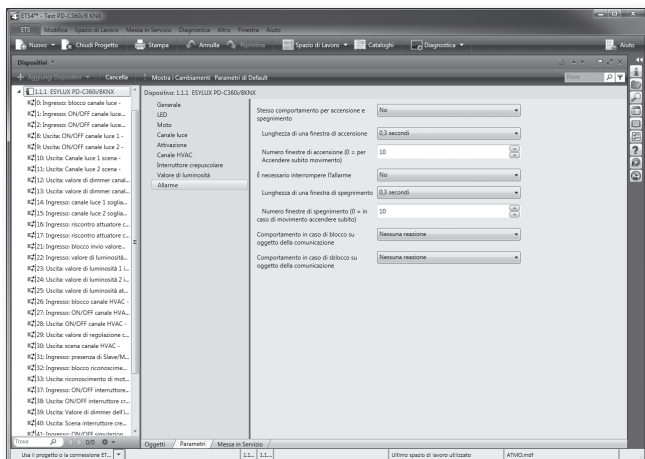 ETS4™ - Test PD-C360i/8 KNX
ETS Modifica Spazio di Lavoro Messa in Servizio Diagnostica Altro Finestra Aiuto
Nuovo Chiudi Progetto Stampa Annulla Ripristina Spazio di Lavoro Cataloghi Diagnostica Aiuto
Dispositivi
Aggiungi Dispositivi Cancella Mostra i Cambiamenti Parametri di Default Trova
1.1.1 ESYLUX PD-C360i/8KNX
0: Ingresso: blocco canale luce -
1: Ingresso: ON/OFF canale luce...
2: Ingresso: ON/OFF canale luce...
8: Uscita: ON/OFF canale luce 1 -
9: Uscita: ON/OFF canale luce 2 -
10: Uscita: Canale luce 1 scena -
11: Uscita: Canale luce 2 scena -
12: Uscita: valore di dimmer canal...
13: Uscita: valore di dimmer canal...
14: Ingresso: canale luce 1 soglia...
15: Ingresso: canale luce 2 soglia...
16: Ingresso: riscontro attuatore c...
17: Ingresso: riscontro attuatore c...
21: Ingresso: blocco invio valore...
22: Ingresso: valore di luminosità...
23: Uscita: valore di luminosità 1 i...
24: Uscita: valore di luminosità 2 i...
25: Uscita: valore di luminosità at...
26: Ingresso: blocco canale HVAC -
27: Ingresso: ON/OFF canale HVA...
28: Uscita: ON/OFF canale HVAC -
29: Uscita: valore di regolazione c...
30: Uscita: scena canale HVAC -
31: Ingresso: presenza di Slave/M...
32: Ingresso: blocco riconoscime...
33: Uscita: riconoscimento di mot...
37: Ingresso: ON/OFF interruttore...
38: Uscita: ON/OFF interruttore cr...
39: Uscita: Valore di dimmer dell'i...
40: Uscita: Scena interruttore cre...
41: Ingresso: ON/OFF simulazion...
Trova 0/0
Dispositivo: 1.1.1 ESYLUX PD-C360i/8KNX
Generale
LED
Moto
Canale luce
Attivazione
Canale HVAC
Interruttore crepuscolare
Valore di luminosità
Allarme
Stesso comportamento per accensione e
spegnimento
No
Lunghezza di una finestra di accensione
0,3 secondi
Numero finestre di accensione (0 = per
Accendere subito movimento)
10
È necessario interrompere l'allarme
No
Lunghezza di una finestra di spegnimento
0,3 secondi
Numero finestre di spegnimento (0 = in
caso di movimento accendere subito)
10
Comportamento in caso di blocco su
oggetto della comunicazione
Nessuna reazione
Comportamento in caso di sblocco su
oggetto della comunicazione
Nessuna reazione
Oggetti Parametri Messa in Servizio
Usa il progetto o la connessione ET... 1.1... 1.1... Ultimo spazio di lavoro utilizzato ATMO.mdf